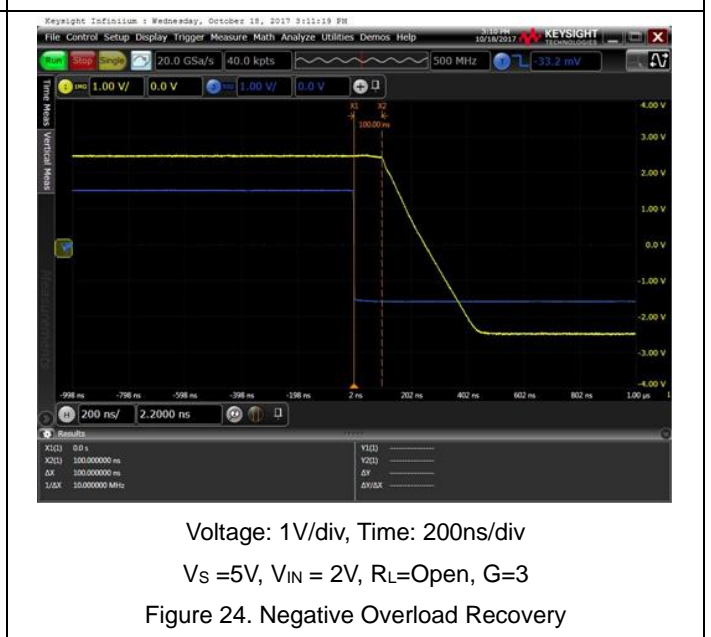 Keysight Infiniium : Wednesday, October 18, 2017 3:11:19 PM
File Control Setup Display Trigger Measure Math Analyze Utilities Demos Help
3:10 PM
10/18/2017
KEYSIGHT
TECHNOLOGIES
Run Stop Single 20.0 GSa/s 40.0 kpts 500 MHz T -33.2 mV
1 1MΩ 1.00 V/ 0.0 V 1.00 V/ 0.0 V
Time Meas
Vertical Meas
Measurements
X1 X2
100.00 ns
4.00 V
3.00 V
2.00 V
1.00 V
0.0 V
-1.00 V
-2.00 V
-3.00 V
-4.00 V
-998 ns -798 ns -598 ns -398 ns -198 ns 2 ns 202 ns 402 ns 602 ns 802 ns 1.00 µs
H 200 ns/ 2.2000 ns
Results
X1(1) 0.0 s
X2(1) 100.000000 ns
ΔX 100.000000 ns
1/ΔX 10.000000 MHz
Y1(1)
Y2(1)
ΔY
ΔY/ΔX
Voltage: 1V/div, Time: 200ns/div
VS =5V, VIN = 2V, RL=Open, G=3
Figure 24. Negative Overload Recovery